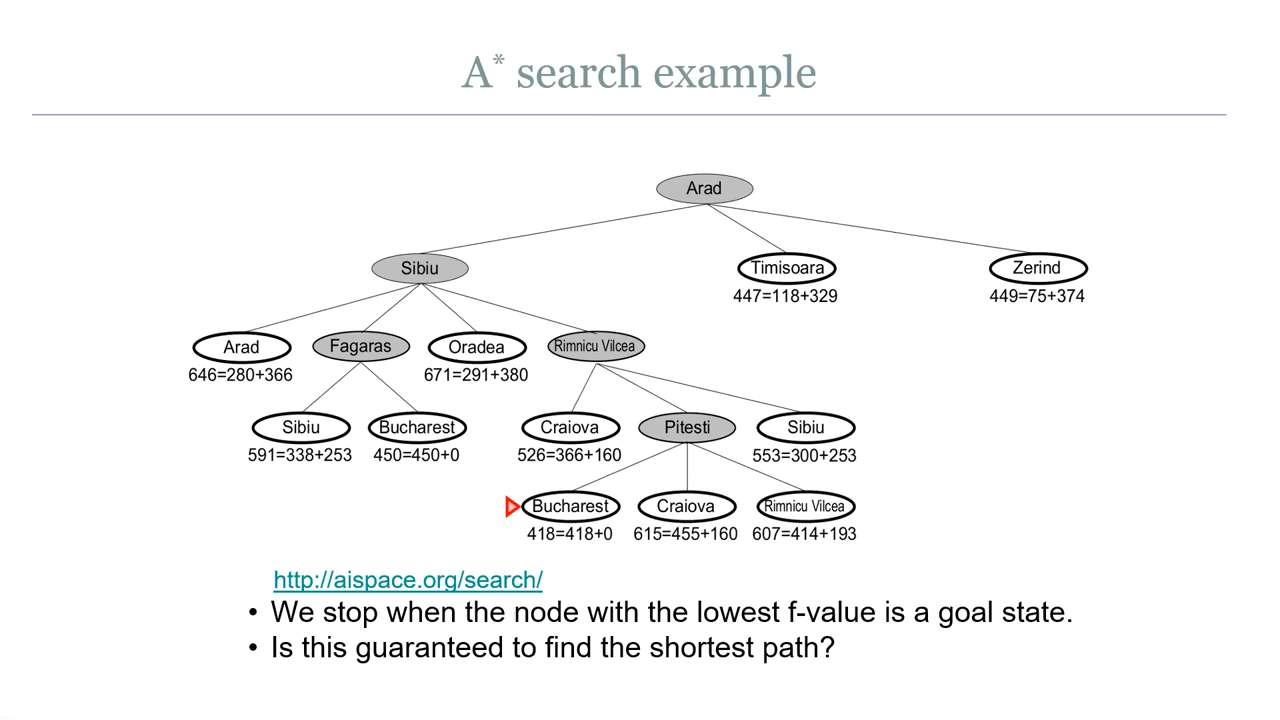 A* search example
Arad
Sibiu
Timisoara
Zerind
447=118+329
449=75+374
Arad
Fagaras
Oradea
Rimnicu Vilcea
646=280+366
671=291+380
Sibiu
Bucharest
Craiova
Pitesti
Sibiu
591=338+253
450=450+0
526=366+160
553=300+253
Bucharest
Craiova
Rimnicu Vilcea
418=418+0
615=455+160
607=414+193
http://aispace.org/search/
• We stop when the node with the lowest f-value is a goal state.
• Is this guaranteed to find the shortest path?